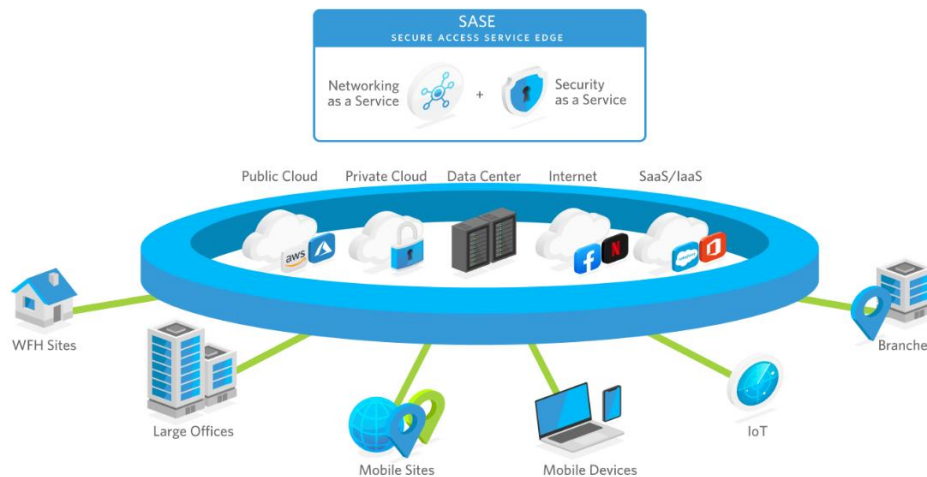 SASE
SECURE ACCESS SERVICE EDGE
Networking
as a Service
+
Security
as a Service
Public Cloud
Private Cloud
Data Center
Internet
SaaS/IaaS
aws
f
N
salesforce
WFH Sites
Large Offices
Mobile Sites
Mobile Devices
IoT
Branche